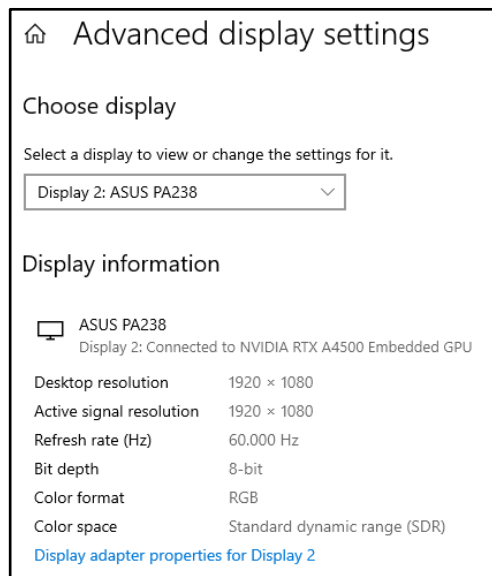 Advanced display settings
Choose display
Select a display to view or change the settings for it.
Display 2: ASUS PA238
Display information
ASUS PA238
Display 2: Connected to NVIDIA RTX A4500 Embedded GPU
Desktop resolution 1920 × 1080
Active signal resolution 1920 × 1080
Refresh rate (Hz) 60.000 Hz
Bit depth 8-bit
Color format RGB
Color space Standard dynamic range (SDR)
Display adapter properties for Display 2